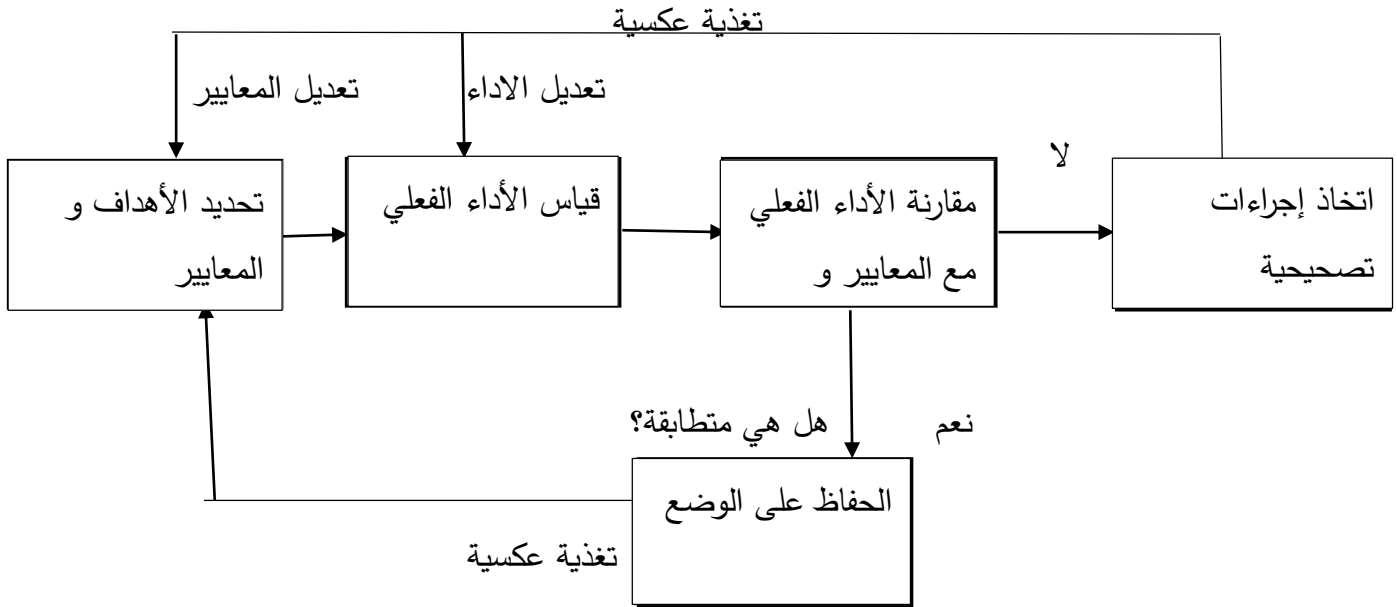 تغذية عكسية
تعديل المعايير
تعديل الاداء
تحديد الأهداف و
المعايير
قياس الأداء الفعلي
مقارنة الأداء الفعلي
مع المعايير و
لا
اتخاذ إجراءات
تصحيحية
هل هي متطابقة؟
نعم
الحفاظ على الوضع
تغذية عكسية